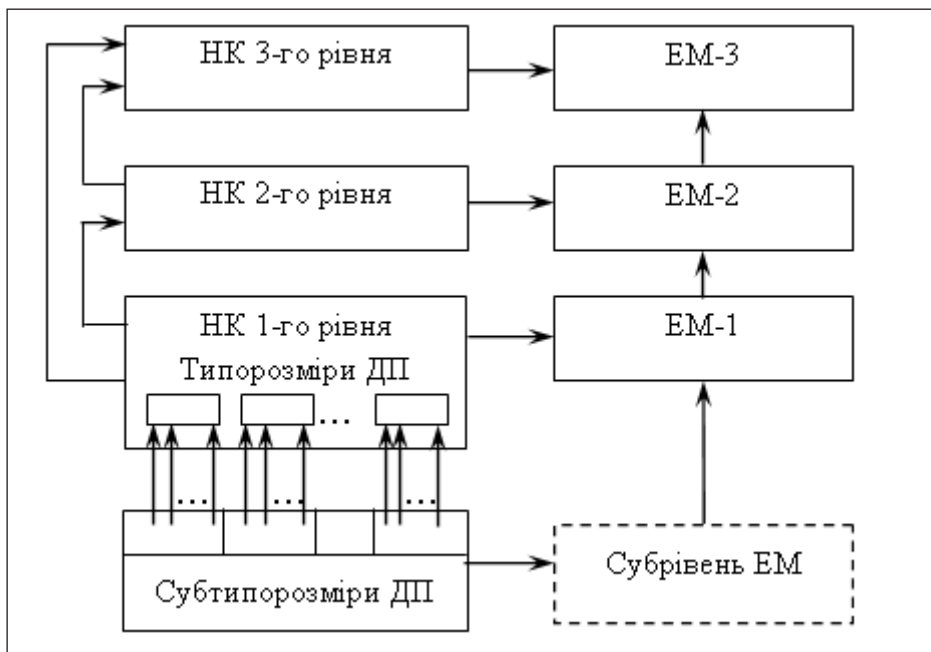 НК 3-го рівня
ЕМ-3
НК 2-го рівня
ЕМ-2
НК 1-го рівня
ЕМ-1
Типорозміри ДП
...
... ... ...
Субтипорозміри ДП
Субрівень ЕМ